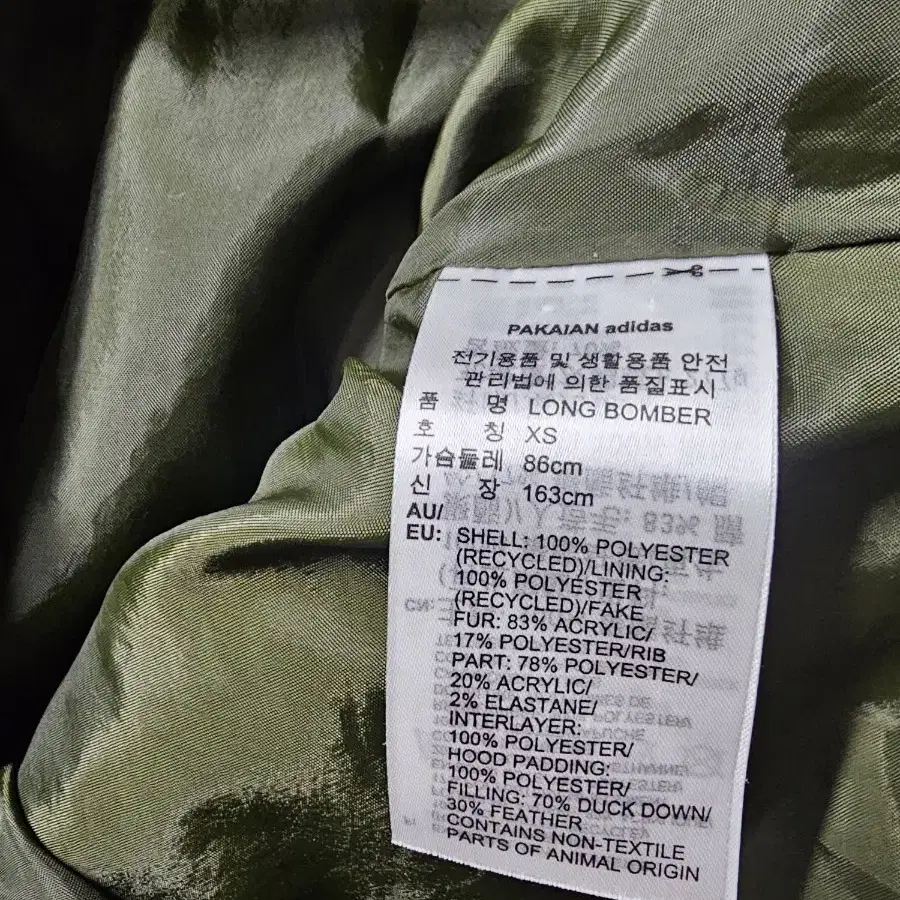 PAKAIAN adidas
전기용품 및 생활용품 안전
관리법에 의한 품질표시
품 명 LONG BOMBER
호 칭 XS
가슴둘레 86cm
신 장 163cm
AU/
EU: SHELL: 100% POLYESTER
(RECYCLED)/LINING:
100% POLYESTER
(RECYCLED)/FAKE
FUR: 83% ACRYLIC/
17% POLYESTER/RIB
PART: 78% POLYESTER/
20% ACRYLIC/
2% ELASTANE/
INTERLAYER:
100% POLYESTER/
HOOD PADDING:
100% POLYESTER/
FILLING: 70% DUCK DOWN/
30% FEATHER
CONTAINS NON-TEXTILE
PARTS OF ANIMAL ORIGIN